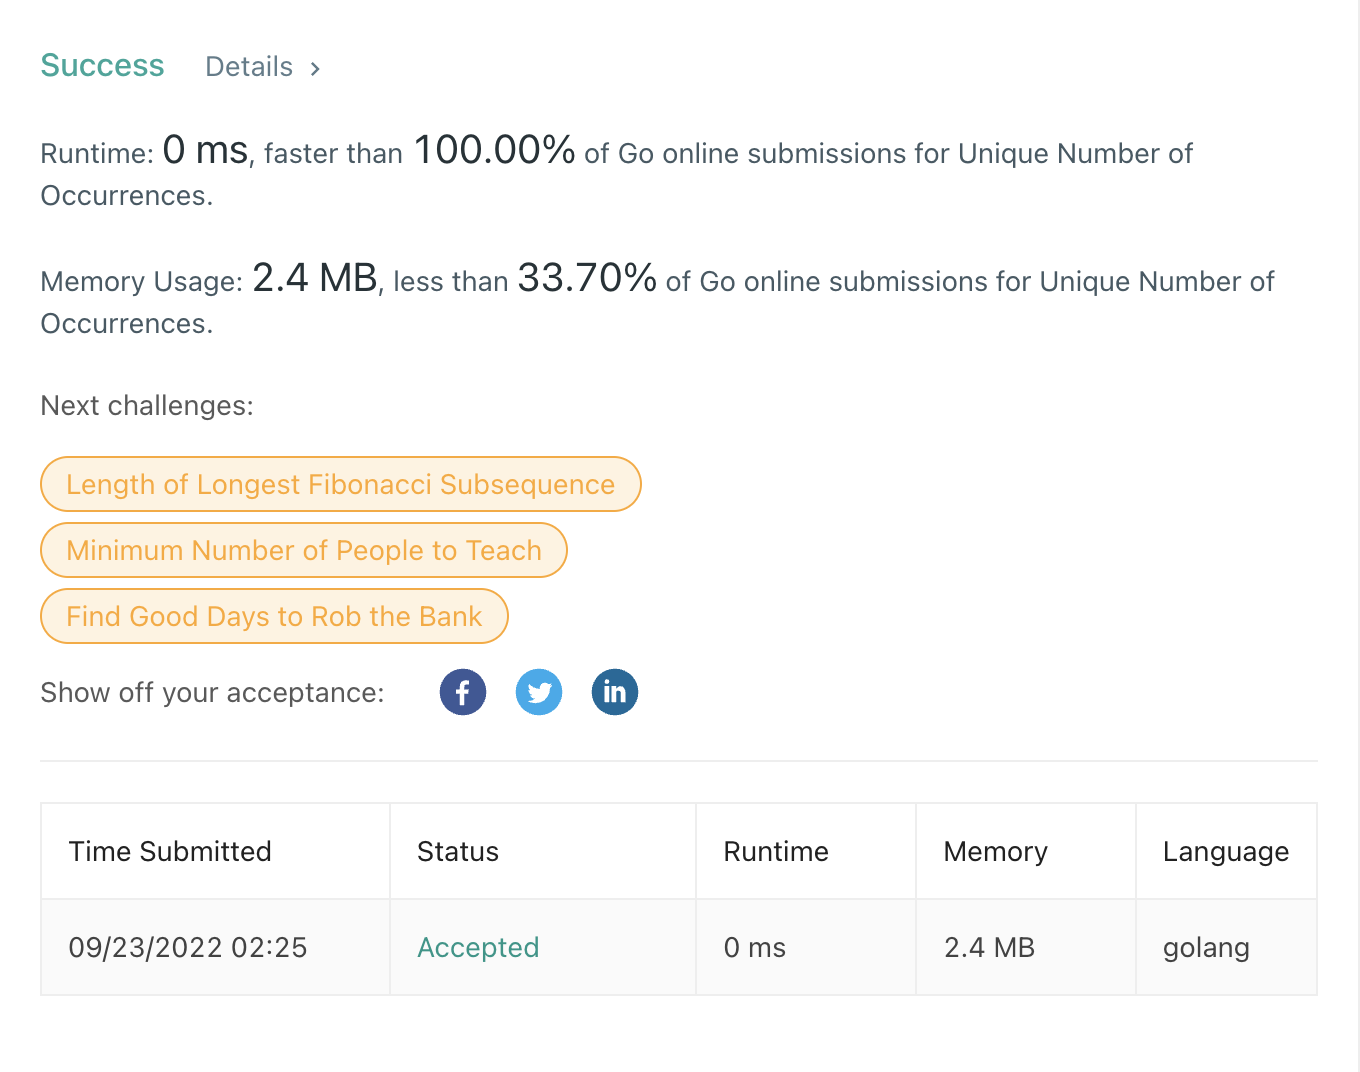 Success Details >
Runtime: 0 ms, faster than 100.00% of Go online submissions for Unique Number of
Occurrences.
Memory Usage: 2.4 MB, less than 33.70% of Go online submissions for Unique Number of
Occurrences.
Next challenges:
Length of Longest Fibonacci Subsequence
Minimum Number of People to Teach
Find Good Days to Rob the Bank
Show off your acceptance: f in
Time Submitted Status Runtime Memory Language
09/23/2022 02:25 Accepted 0 ms 2.4 MB golang